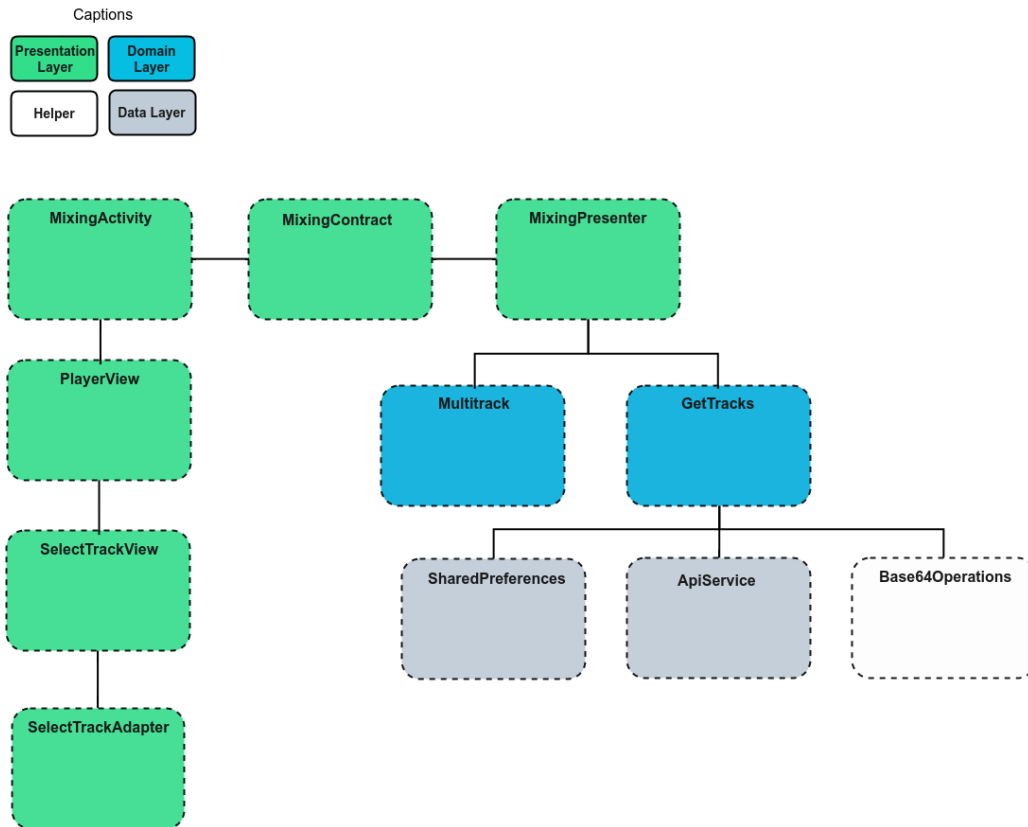 Captions
Presentation
Layer
Domain
Layer
Helper
Data Layer
MixingActivity
MixingContract
MixingPresenter
PlayerView
Multitrack
GetTracks
SelectTrackView
SharedPreferences
ApiService
Base64Operations
SelectTrackAdapter